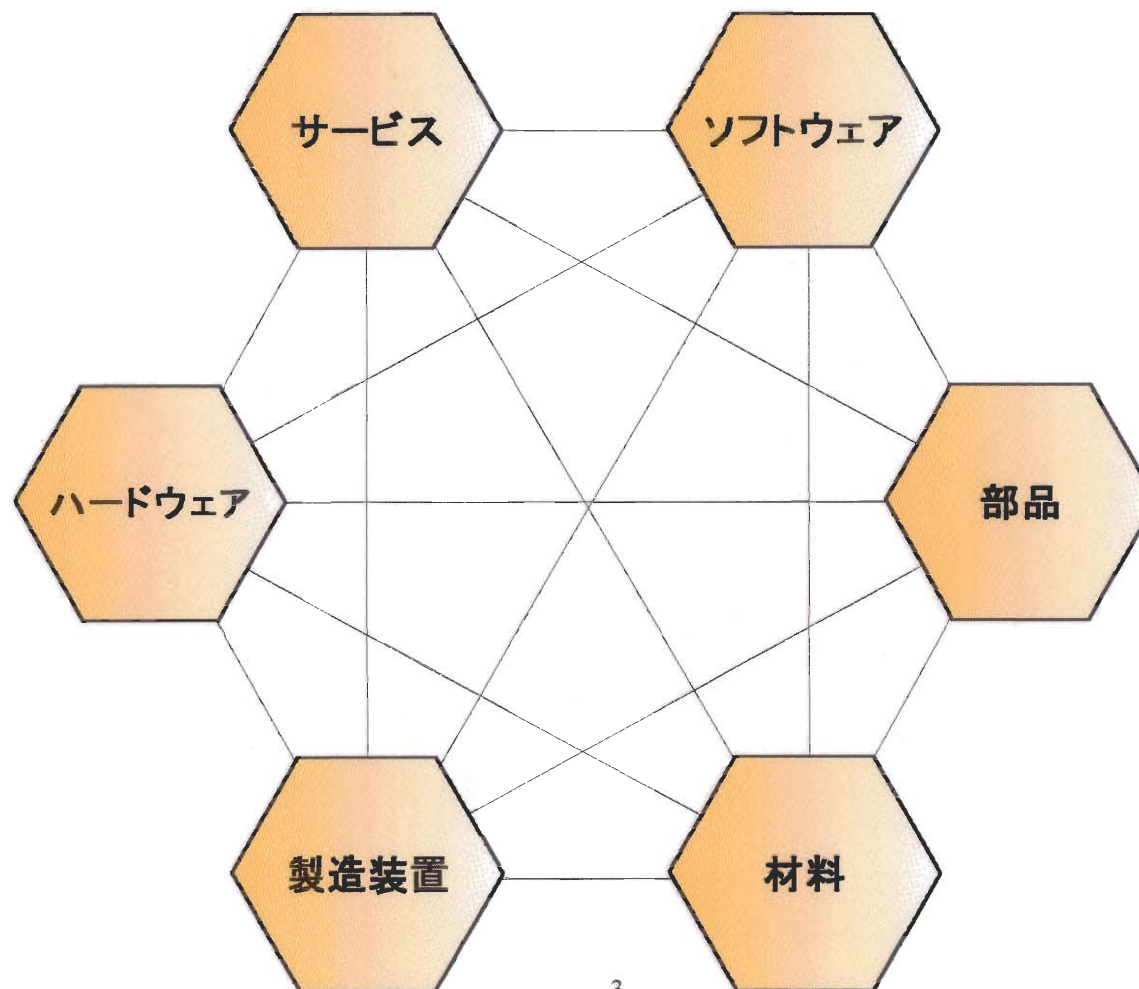 サービス
ソフトウェア
ハードウェア
部品
製造装置
材料
3